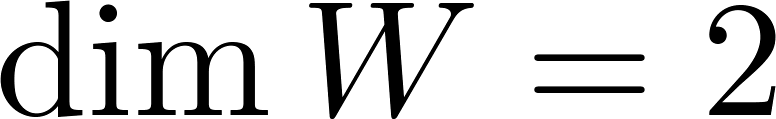 dim W = 2